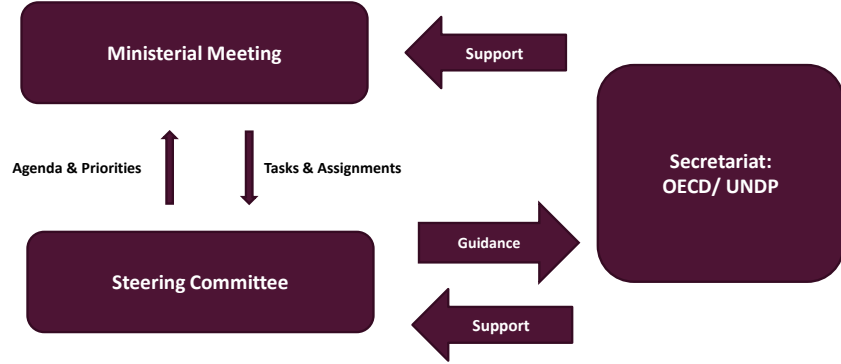 Ministerial Meeting
Support
Agenda & Priorities
Tasks & Assignments
Secretariat:
OECD/ UNDP
Guidance
Steering Committee
Support